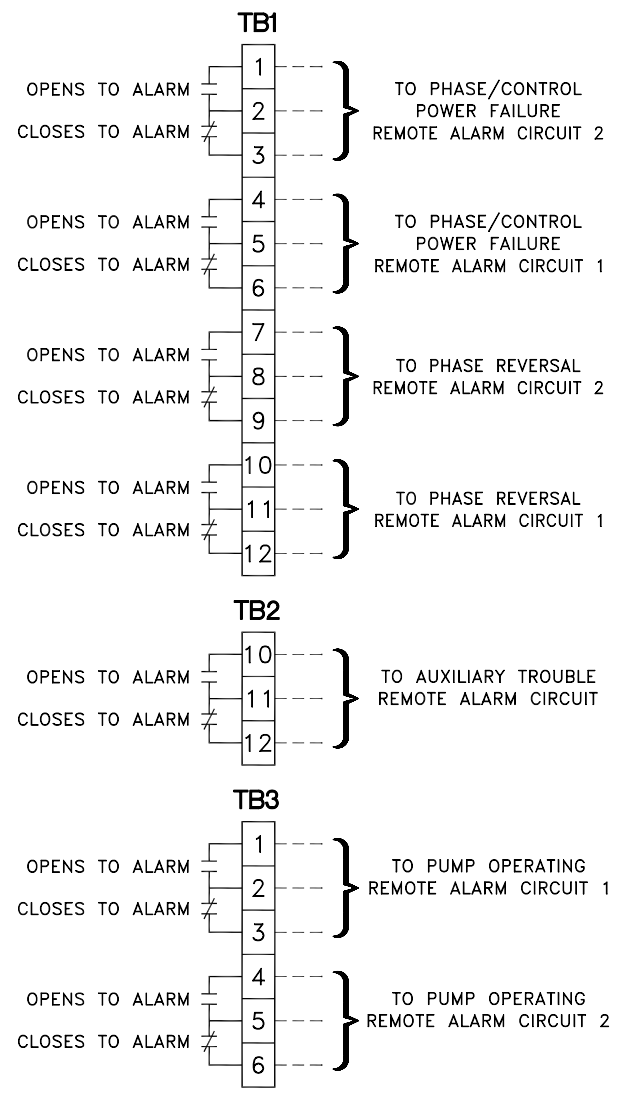 TB1
1
OPENS TO ALARM
2
CLOSES TO ALARM
3
TO PHASE/CONTROL
POWER FAILURE
REMOTE ALARM CIRCUIT 2
4
OPENS TO ALARM
5
CLOSES TO ALARM
6
TO PHASE/CONTROL
POWER FAILURE
REMOTE ALARM CIRCUIT 1
7
OPENS TO ALARM
8
CLOSES TO ALARM
9
TO PHASE REVERSAL
REMOTE ALARM CIRCUIT 2
10
OPENS TO ALARM
11
CLOSES TO ALARM
12
TO PHASE REVERSAL
REMOTE ALARM CIRCUIT 1
TB2
10
OPENS TO ALARM
11
CLOSES TO ALARM
12
TO AUXILIARY TROUBLE
REMOTE ALARM CIRCUIT
TB3
1
OPENS TO ALARM
2
CLOSES TO ALARM
3
TO PUMP OPERATING
REMOTE ALARM CIRCUIT 1
4
OPENS TO ALARM
5
CLOSES TO ALARM
6
TO PUMP OPERATING
REMOTE ALARM CIRCUIT 2